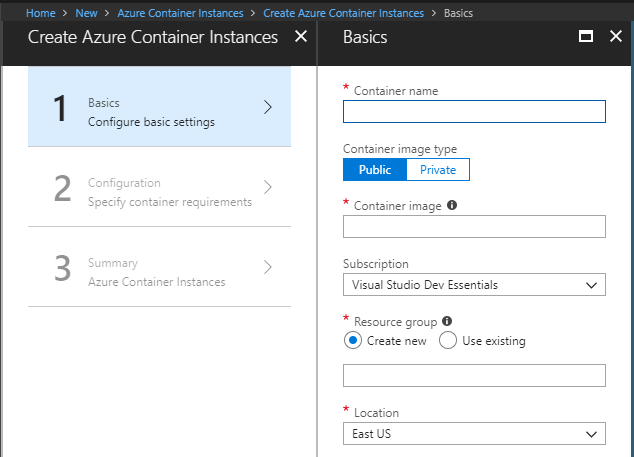 Home > New > Azure Container Instances > Create Azure Container Instances > Basics
Create Azure Container Instances
1
Basics
Configure basic settings
2
Configuration
Specify container requirements
3
Summary
Azure Container Instances
Basics
* Container name
Container image type
Public Private
* Container image
Subscription
Visual Studio Dev Essentials
* Resource group
Create new Use existing
* Location
East US